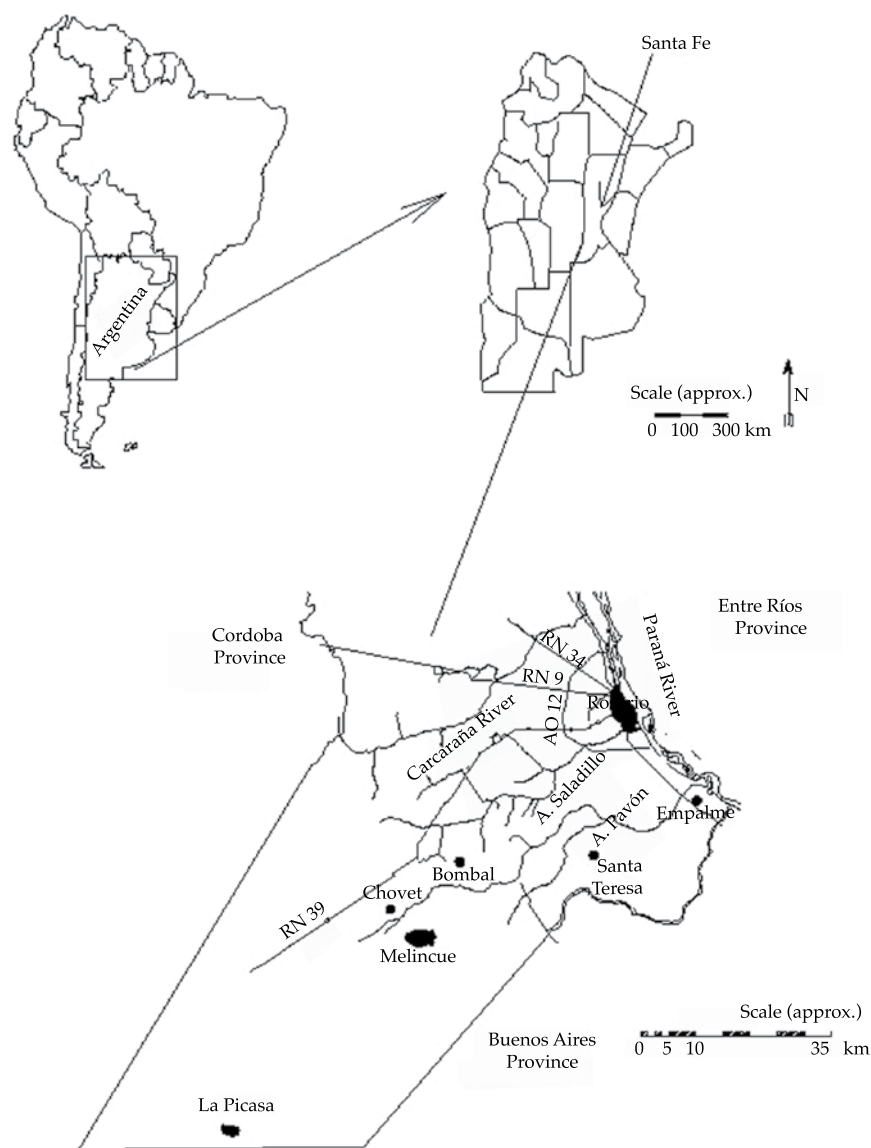 Santa Fe
Argentina
Scale (approx.)
0 100 300 km
N
Cordoba
Province
Entre Ríos
Province
Paraná River
RN 34
RN 9
Rosario
AO 12
Carcaraña River
A. Saladillo
A. Pavón
Empalme
Santa
Teresa
Bombal
Chovet
RN 39
Melincue
Scale (approx.)
0 5 10 35 km
Buenos Aires
Province
La Picasa